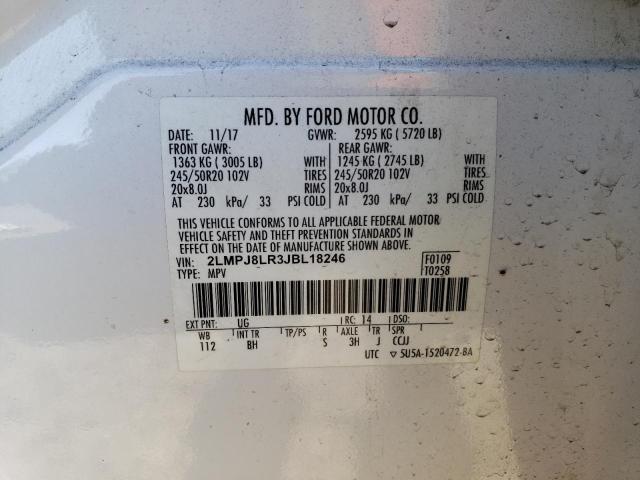 MFD. BY FORD MOTOR CO.
DATE: 11/17 GVWR: 2595 KG ( 5720 LB)
FRONT GAWR: REAR GAWR:
1363 KG ( 3005 LB) WITH 1245 KG ( 2745 LB) WITH
245/50R20 102V TIRES 245/50R20 102V TIRES
20x8.0J RIMS 20x8.0J RIMS
AT 230 kPa/ 33 PSI COLD AT 230 kPa/ 33 PSI COLD
THIS VEHICLE CONFORMS TO ALL APPLICABLE FEDERAL MOTOR
VEHICLE SAFETY AND THEFT PREVENTION STANDARDS IN
EFFECT ON THE DATE OF MANUFACTURE SHOWN ABOVE.
VIN: 2LMPJ8LR3JBL18246 F0109
TYPE: MPV T0258
EXT PNT: UG RC: 14 DSO:
WB INT TR TP/PS R AXLE TR SPR
112 BH S 3H J CCJJ
UTC ▽ 5U5A-1520472-BA